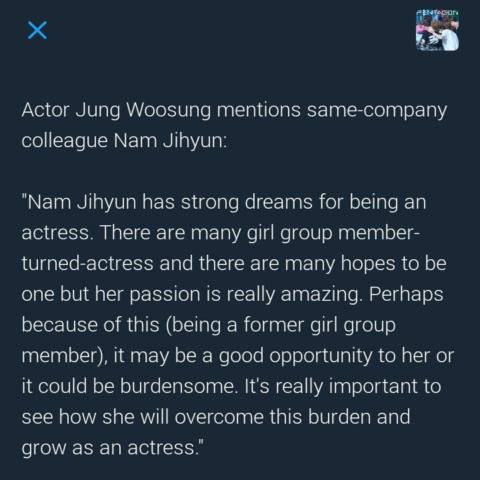 PENTAGON
Actor Jung Woosung mentions same-company
colleague Nam Jihyun:
"Nam Jihyun has strong dreams for being an
actress. There are many girl group member-
turned-actress and there are many hopes to be
one but her passion is really amazing. Perhaps
because of this (being a former girl group
member), it may be a good opportunity to her or
it could be burdensome. It's really important to
see how she will overcome this burden and
grow as an actress."